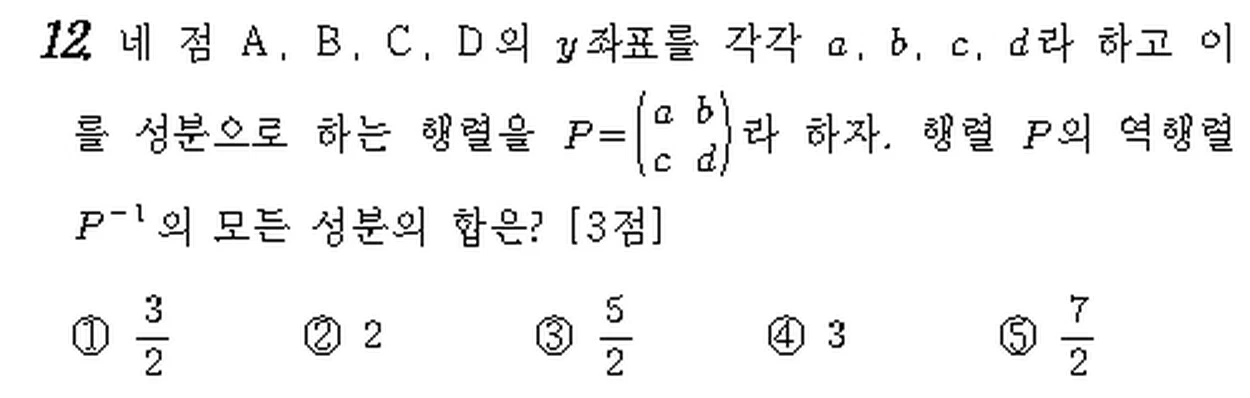 12. 네 점 A, B, C, D의 y좌표를 각각 a, b, c, d라 하고 이
를 성분으로 하는 행렬을 P=(a b
c d)라 하자. 행렬 P의 역행렬
P⁻¹의 모든 성분의 합은? [3점]
① 3/2 ② 2 ③ 5/2 ④ 3 ⑤ 7/2